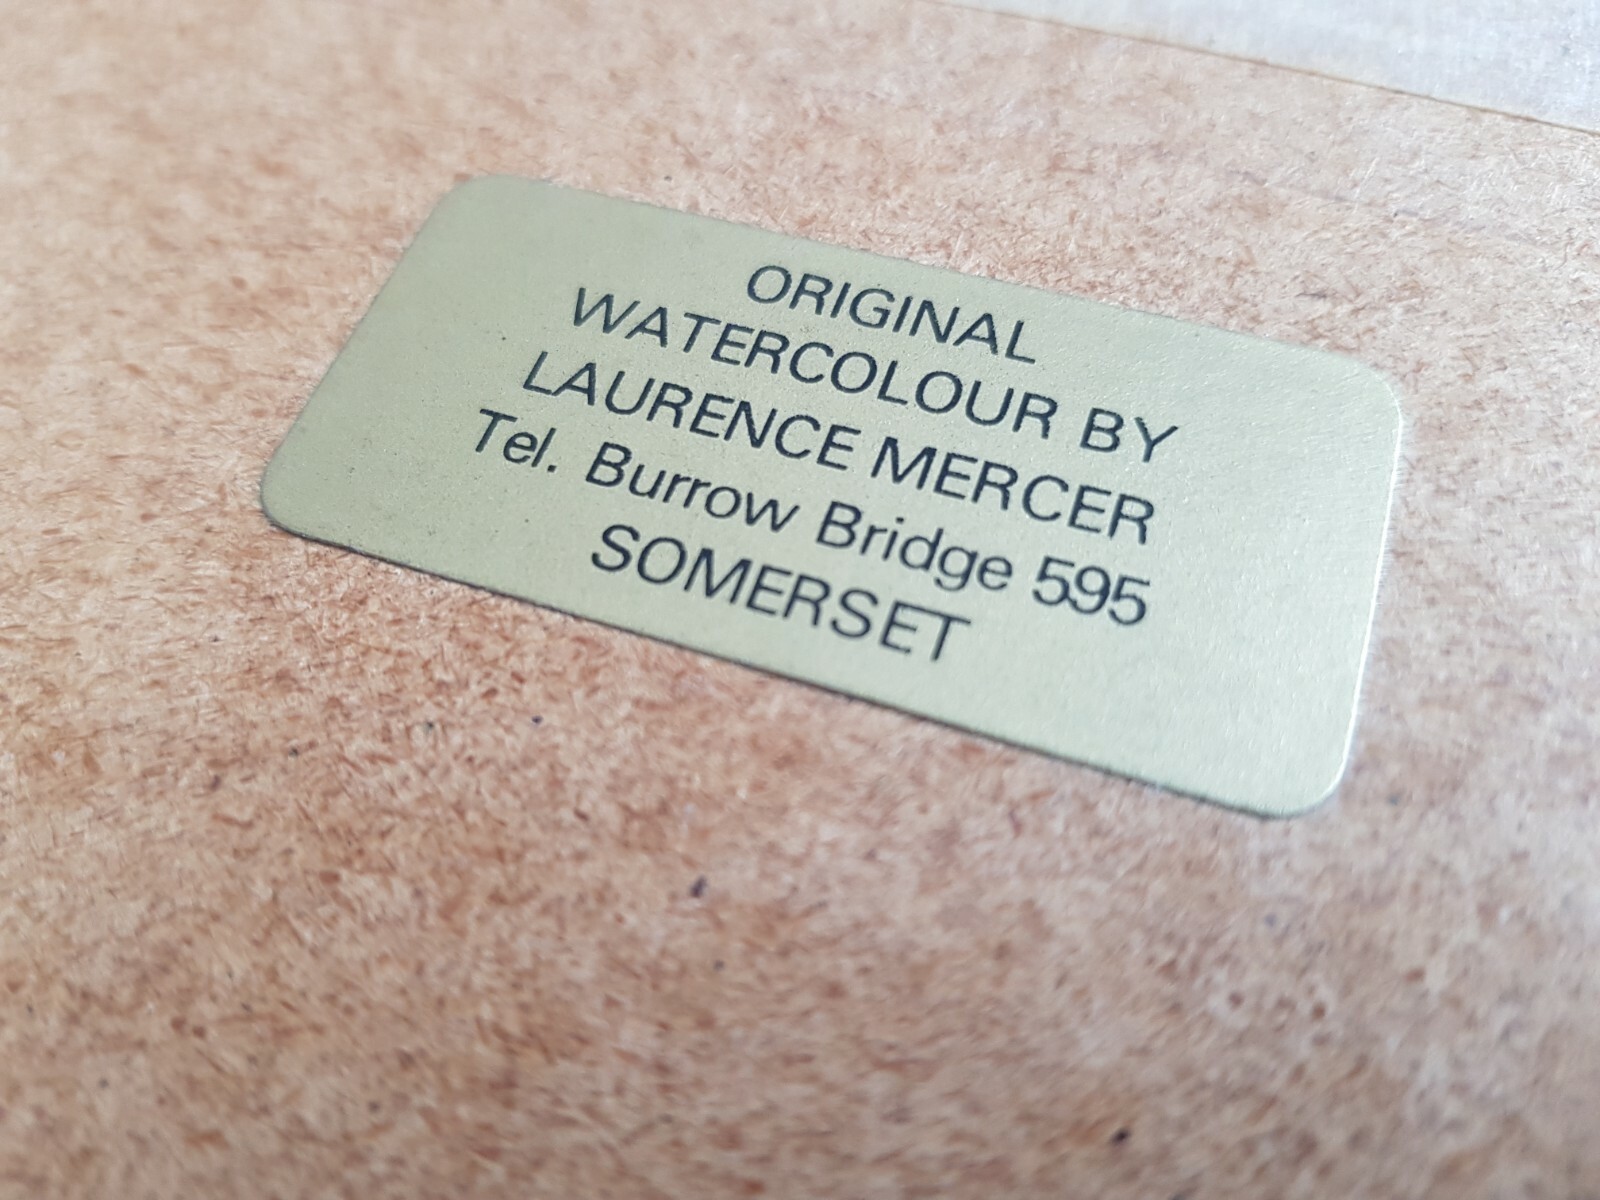 ORIGINAL
WATERCOLOUR BY
LAURENCE MERCER
Tel. Burrow Bridge 595
SOMERSET